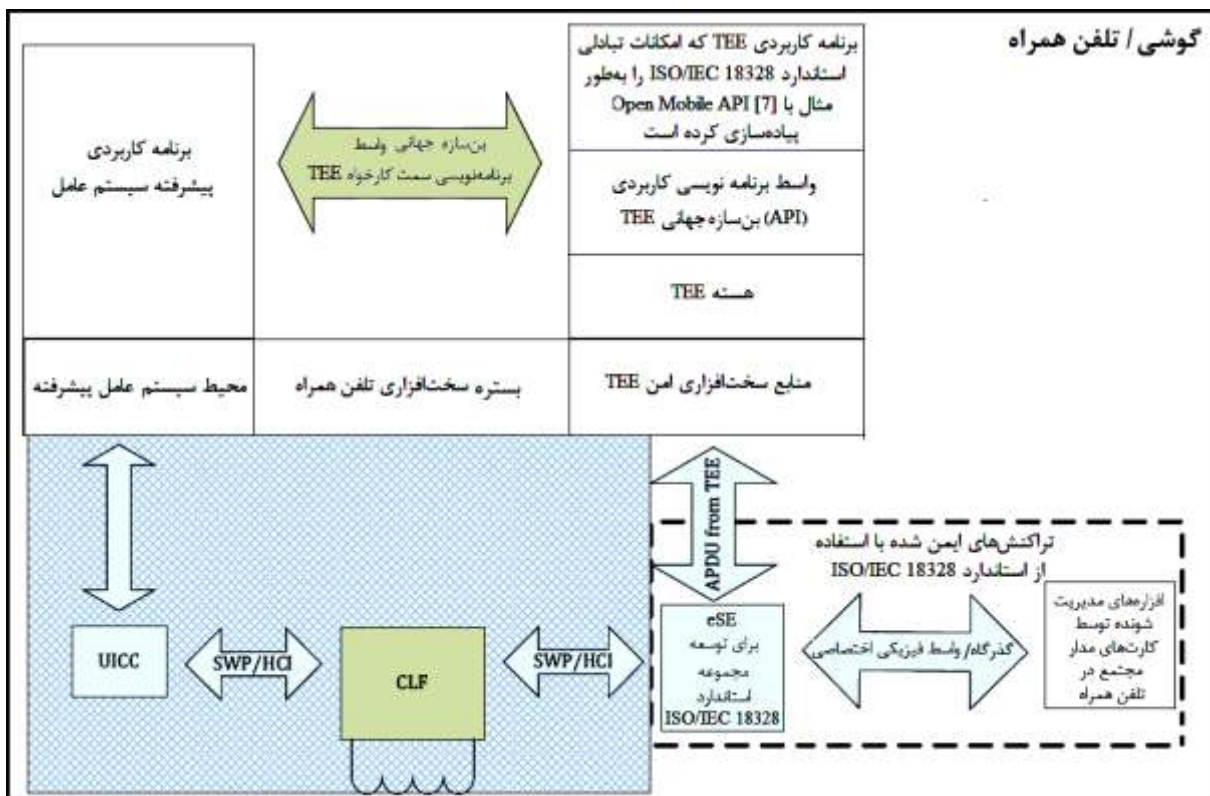 گوشی / تلفن همراه
برنامه کاربردی TEE که امکانات تبادلی
استاندارد ISO/IEC 18328 را به‌طور
مثال با Open Mobile API [7]
پیاده‌سازی کرده است
بن‌سازه جهانی واسط
برنامه‌نویسی سمت کارخواه TEE
برنامه کاربردی
پیشرفته سیستم عامل
واسط برنامه نویسی کاربردی
(API) بن‌سازه جهانی TEE
هسته TEE
منابع سخت‌افزاری امن TEE
بستره سخت‌افزاری تلفن همراه
محیط سیستم عامل پیشرفته
APDU from TEE
تراکنش‌های ایمن شده با استفاده
از استاندارد ISO/IEC 18328
افزاره‌های مدیریت
شونده توسط
کارت‌های مدار
مجتمع در
تلفن همراه
گذرگاه/ واسط فیزیکی اختصاصی
eSE
برای توسعه
مجموعه
استاندارد
ISO/IEC 18328
SWP/HCI
CLF
SWP/HCI
UICC